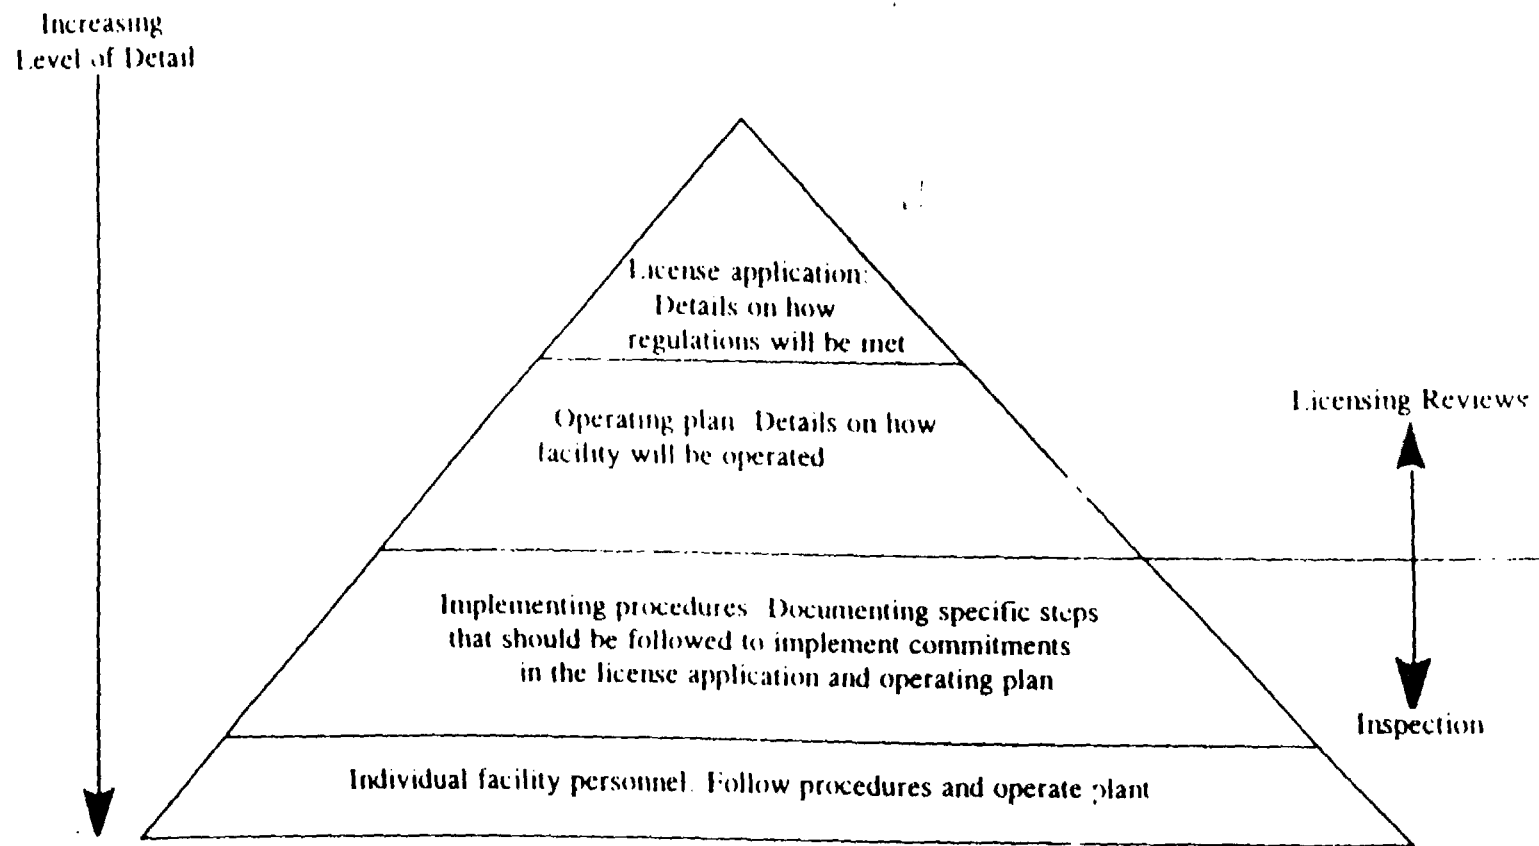 Increasing
Level of Detail
License application:
Details on how
regulations will be met
Operating plan Details on how
facility will be operated
Licensing Reviews
Implementing procedures Documenting specific steps
that should be followed to implement commitments
in the license application and operating plan
Inspection
Individual facility personnel. Follow procedures and operate plant